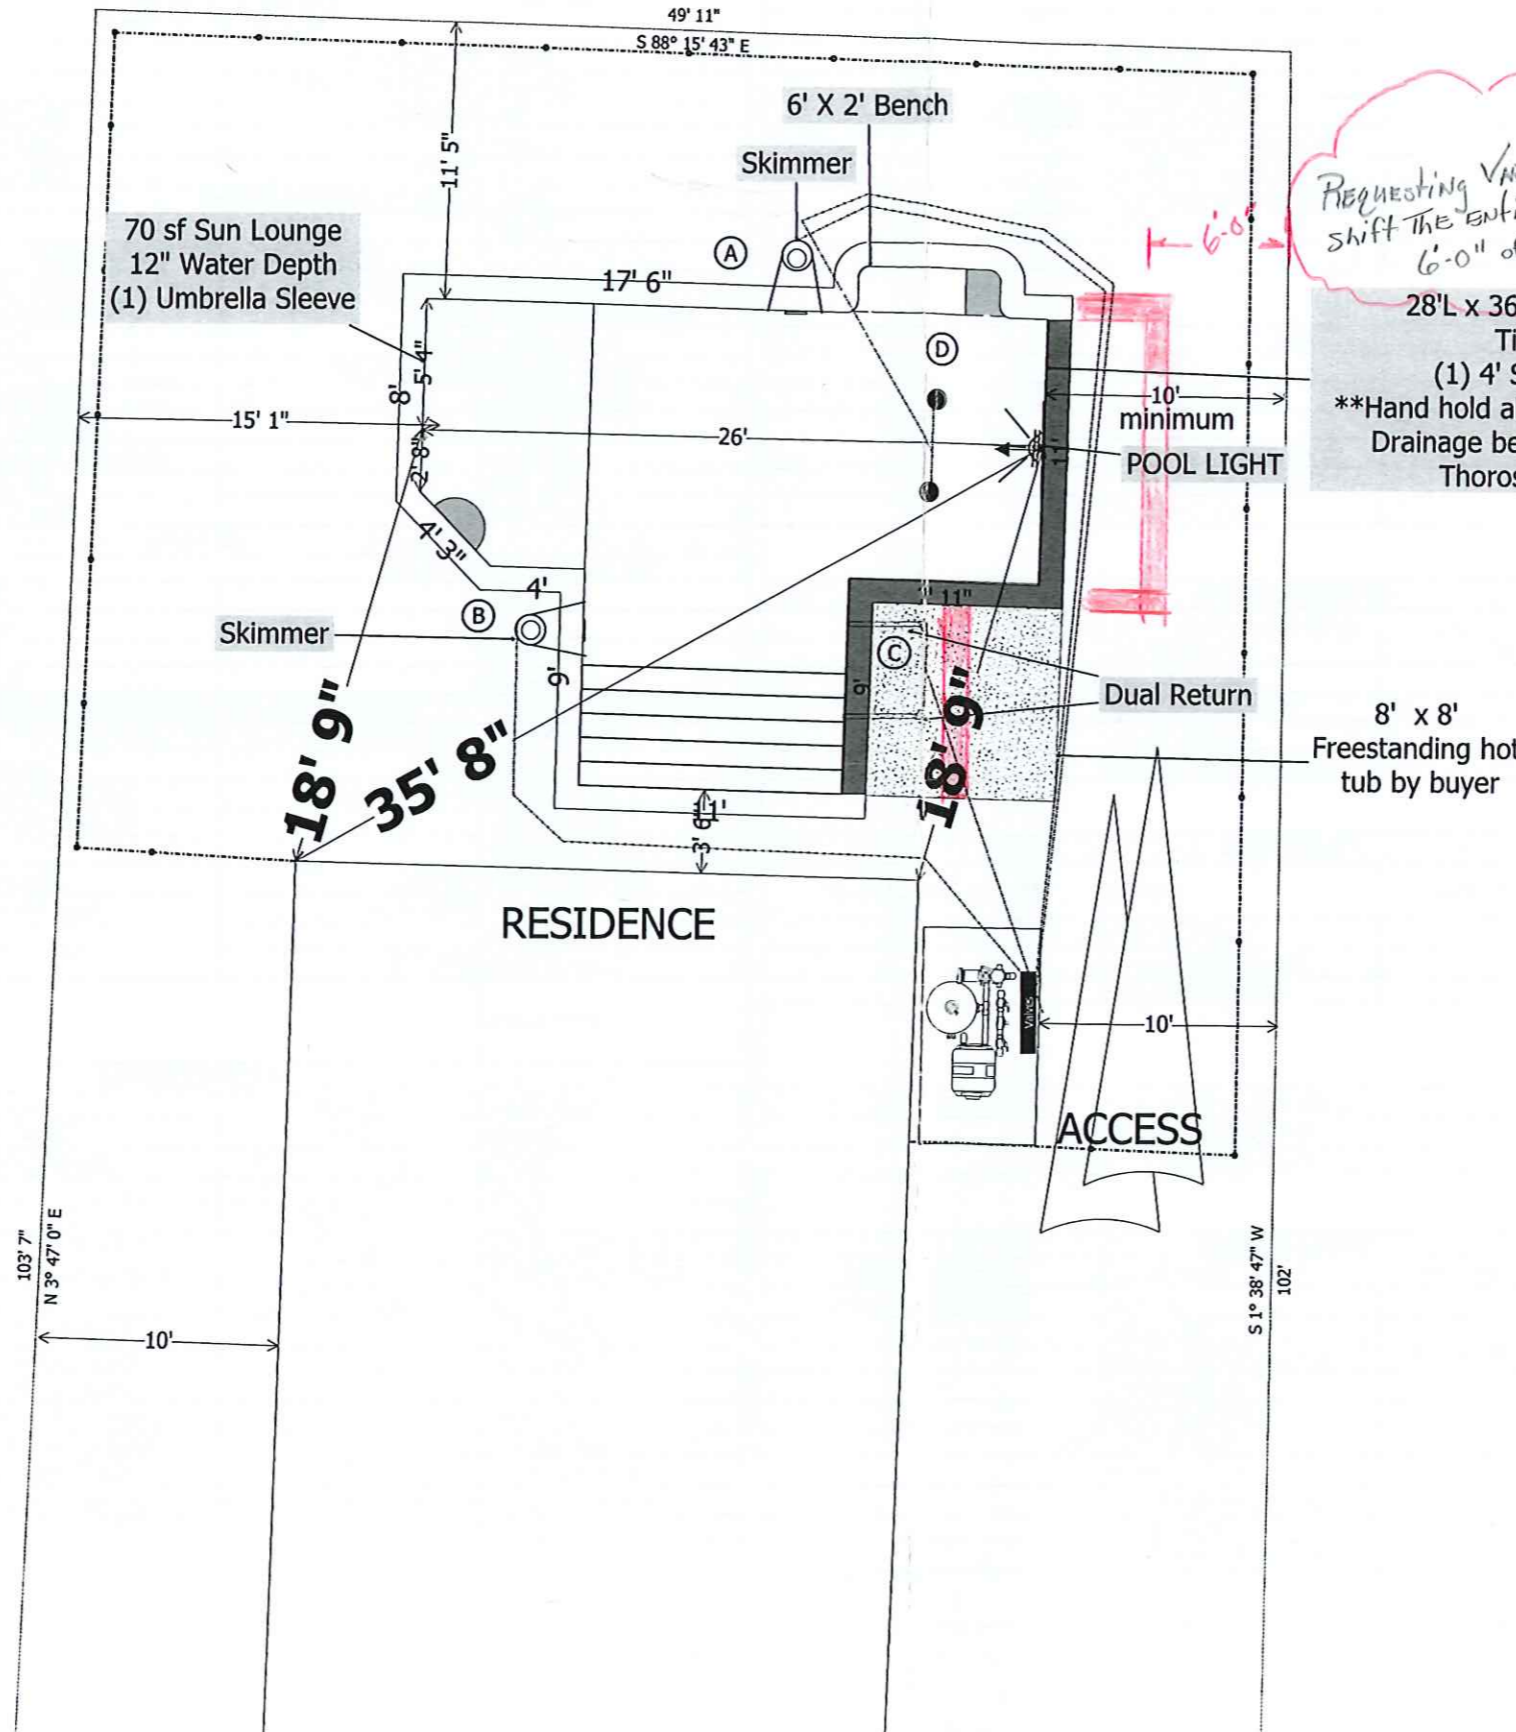 49' 11"
S 88° 15' 43" E
6' X 2' Bench
Skimmer
11' 5"
70 sf Sun Lounge
12" Water Depth
(1) Umbrella Sleeve
A
17' 6"
6'-0"
Requesting
shift The
6'-0"
28'L x 36
(1) 4'
**Hand hold
Drainage
D
5' 4"
8'
10'
minimum
15' 1"
26'
POOL LIGHT
2' 8"
4' 3"
4'
11"
B
Skimmer
C
9'
9'
Dual Return
18' 9"
35' 8"
18' 9"
8' x 8'
Freestanding hot
tub by buyer
3' 6"
RESIDENCE
Valves
10'
ACCESS
103' 7"
N 3° 47' 0" E
S 1° 38' 47" W
102'
10'